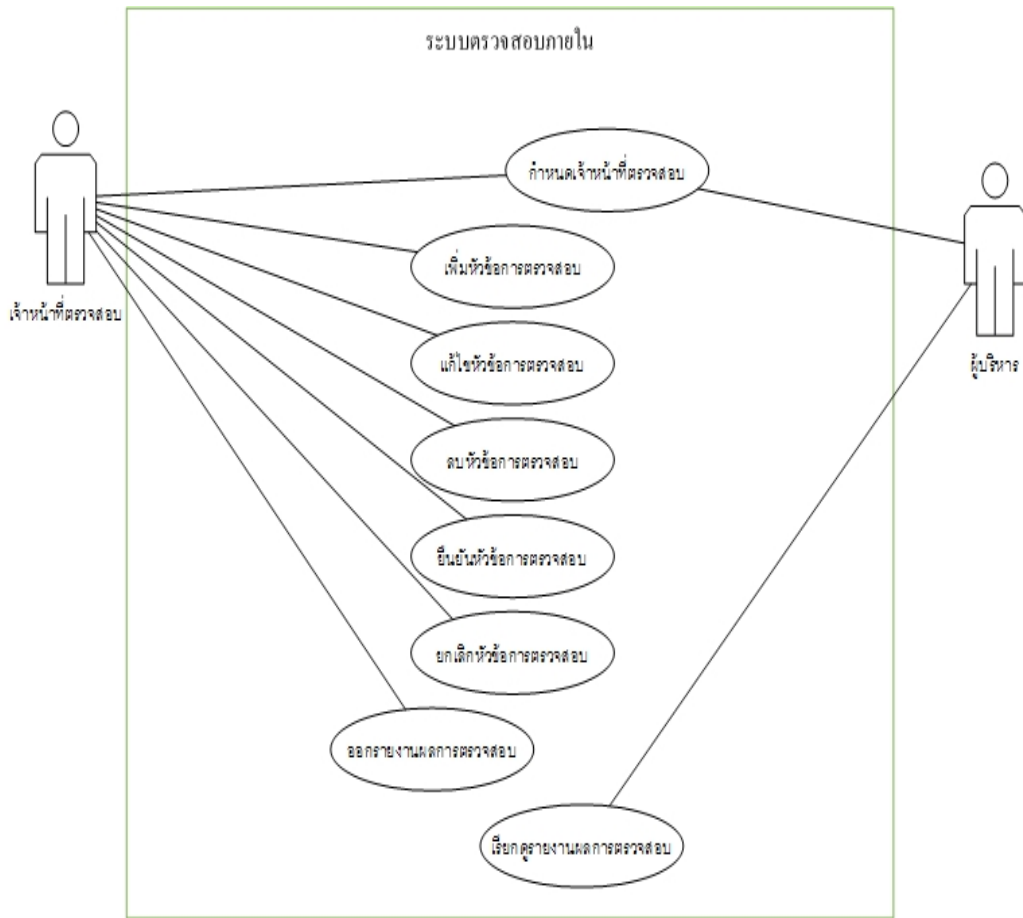 ระบบตรวจสอบภายใน
กำหนดเจ้าหน้าที่ตรวจสอบ
เพิ่มหัวข้อการตรวจสอบ
เจ้าหน้าที่ตรวจสอบ
แก้ไขหัวข้อการตรวจสอบ
ผู้บริหาร
ลบหัวข้อการตรวจสอบ
ยืนยันหัวข้อการตรวจสอบ
ยกเลิกหัวข้อการตรวจสอบ
ออกรายงานผลการตรวจสอบ
เรียกดูรายงานผลการตรวจสอบ